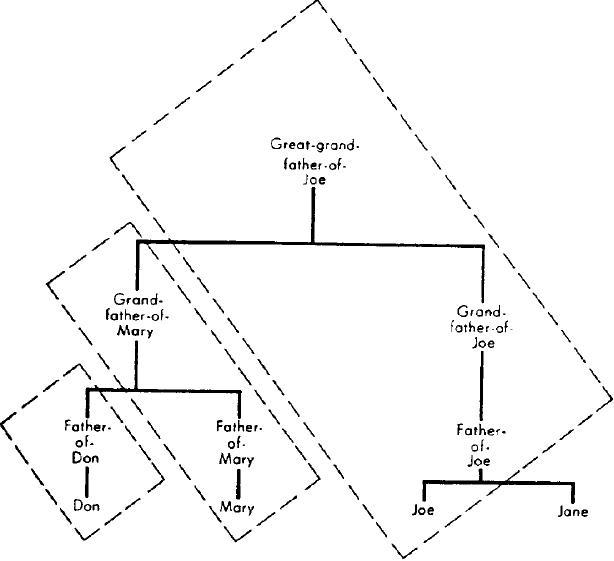 Great-grand-
father-of-
Joe
Grand-
father-of-
Mary
Grand-
father-of-
Joe
Father-
of-
Don
Father-
of-
Mary
Father-
of-
Joe
Don
Mary
Joe
Jane